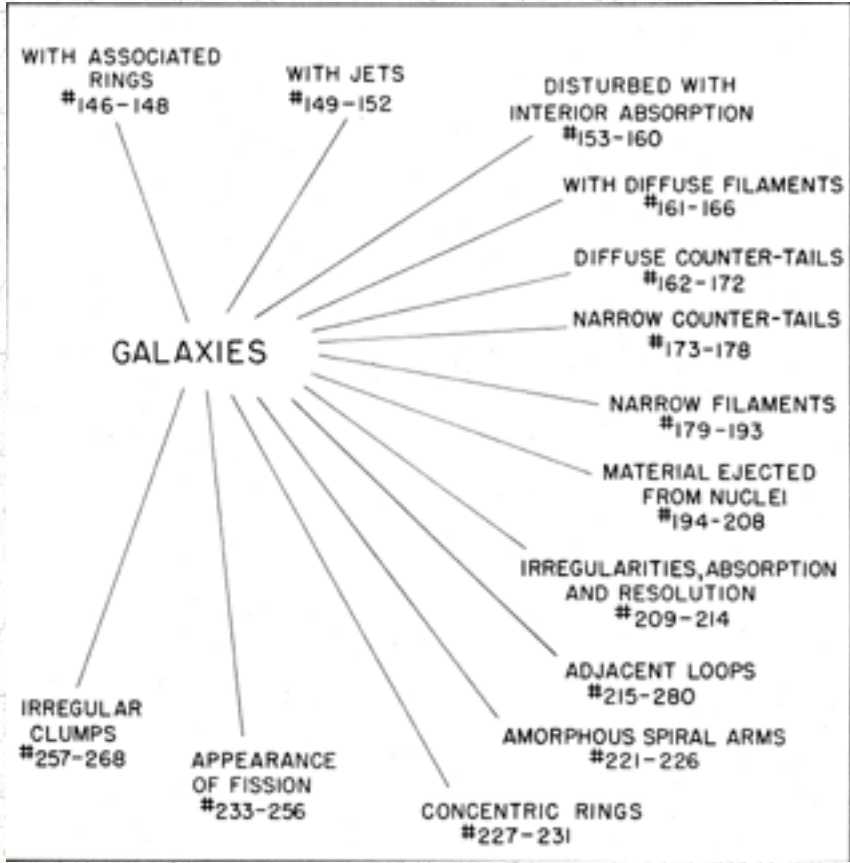 WITH ASSOCIATED
RINGS
#146-148
WITH JETS
#149-152
DISTURBED WITH
INTERIOR ABSORPTION
#153-160
WITH DIFFUSE FILAMENTS
#161-166
DIFFUSE COUNTER-TAILS
#162-172
NARROW COUNTER-TAILS
#173-178
GALAXIES
NARROW FILAMENTS
#179-193
MATERIAL EJECTED
FROM NUCLEI
#194-208
IRREGULARITIES, ABSORPTION
AND RESOLUTION
#209-214
ADJACENT LOOPS
#215-280
AMORPHOUS SPIRAL ARMS
#221-226
CONCENTRIC RINGS
#227-231
APPEARANCE
OF FISSION
#233-256
IRREGULAR
CLUMPS
#257-268